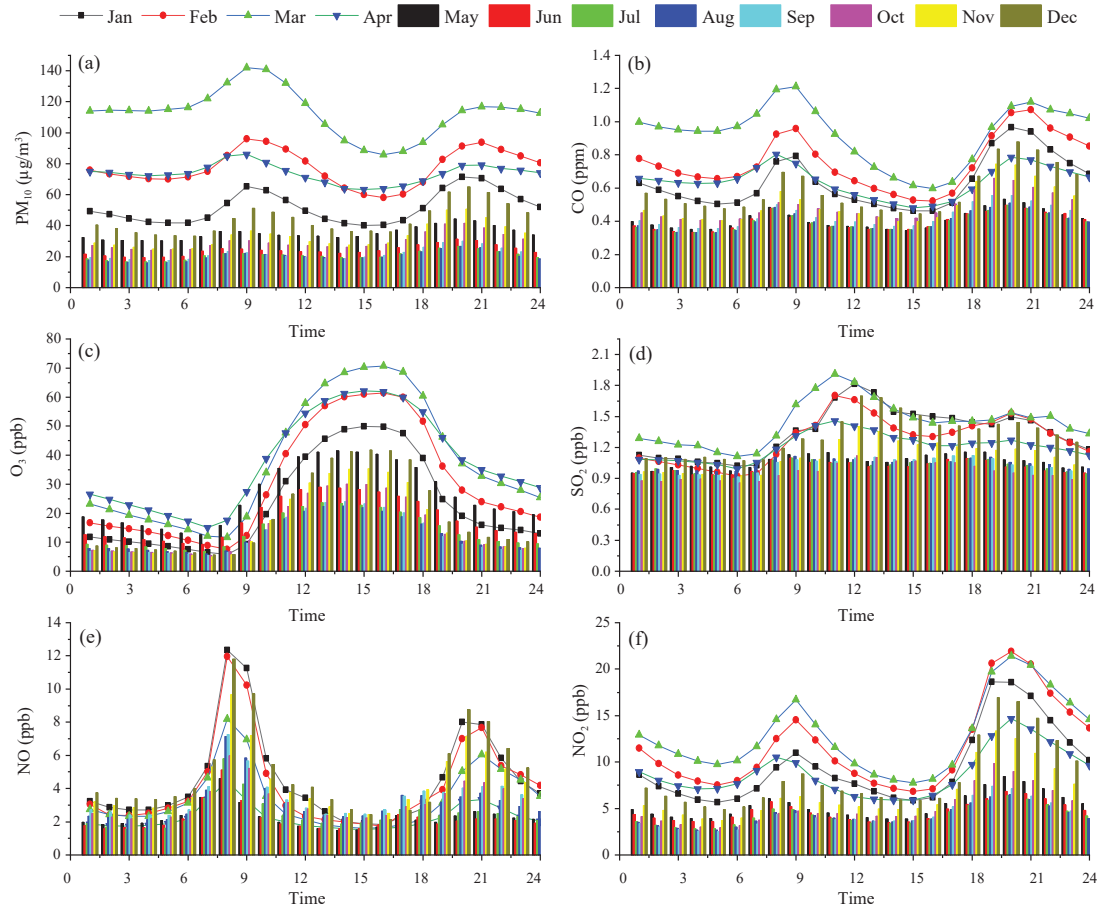 Jan Feb Mar Apr May Jun Jul Aug Sep Oct Nov Dec
(a)
PM₁₀ (µg/m³)
140
120
100
80
60
40
20
0
0 3 6 9 12 15 18 21 24
Time
(b)
CO (ppm)
1.4
1.2
1.0
0.8
0.6
0.4
0.2
0.0
0 3 6 9 12 15 18 21 24
Time
(c)
O₃ (ppb)
80
70
60
50
40
30
20
10
0
0 3 6 9 12 15 18 21 24
Time
(d)
SO₂ (ppb)
2.1
1.8
1.5
1.2
0.9
0.6
0.3
0.0
0 3 6 9 12 15 18 21 24
Time
(e)
NO (ppb)
14
12
10
8
6
4
2
0
0 3 6 9 12 15 18 21 24
Time
(f)
NO₂ (ppb)
25
20
15
10
5
0
0 3 6 9 12 15 18 21 24
Time